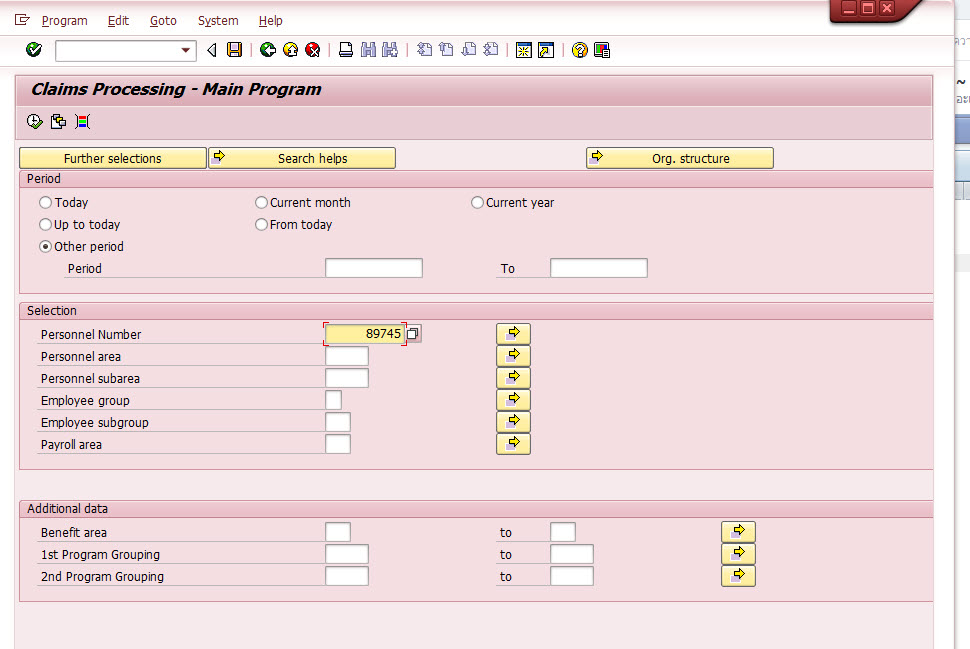 Program Edit Goto System Help
Claims Processing - Main Program
Further selections Search helps Org. structure
Period
Today Current month Current year
Up to today From today
Other period
Period To
Selection
Personnel Number 89745
Personnel area
Personnel subarea
Employee group
Employee subgroup
Payroll area
Additional data
Benefit area to
1st Program Grouping to
2nd Program Grouping to